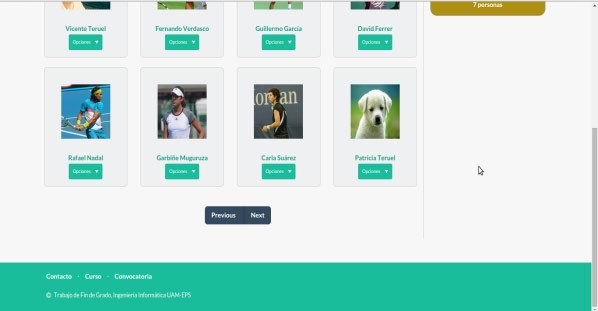 7 personas
Vicente Teruel
Fernando Verdasco
Guillermo García
David Ferrer
Opciones
Opciones
Opciones
Opciones
Rafael Nadal
Garbiñe Muguruza
Carla Suárez
Patricia Teruel
Opciones
Opciones
Opciones
Opciones
Previous Next
Contacto - Curso - Convocatoria
© Trabajo de Fin de Grado, Ingeniería Informática UAM-EPS